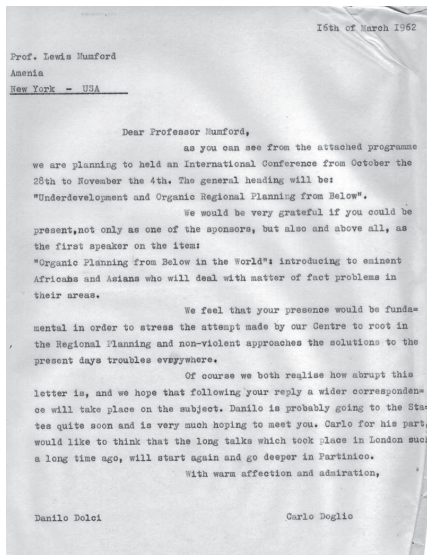 16th of March 1962
Prof. Lewis Mumford
Amenia
New York - USA
Dear Professor Mumford,
as you can see from the attached programme
we are planning to held an International Conference from October the
28th to November the 4th. The general heading will be:
"Underdevelopment and Organic Regional Planning from Below".
We would be very grateful if you could be
present,not only as one of the sponsors, but also and above all, as
the first speaker on the item:
"Organic Planning from Below in the World": introducing to eminent
Africans and Asians who will deal with matter of fact problems in
their areas.
We feel that your presence would be funda=
mental in order to stress the attempt made by our Centre to root in
the Regional Planning and non-violent approaches the solutions to the
present days troubles everywhere.
Of course we both realise how abrupt this
letter is, and we hope that following your reply a wider corresponden=
ce will take place on the subject. Danilo is probably going to the Sta=
tes quite soon and is very much hoping to meet you. Carlo for his part,
would like to think that the long talks which took place in London such
a long time ago, will start again and go deeper in Partinico.
With warm affection and admiration,
Danilo Dolci Carlo Doglio